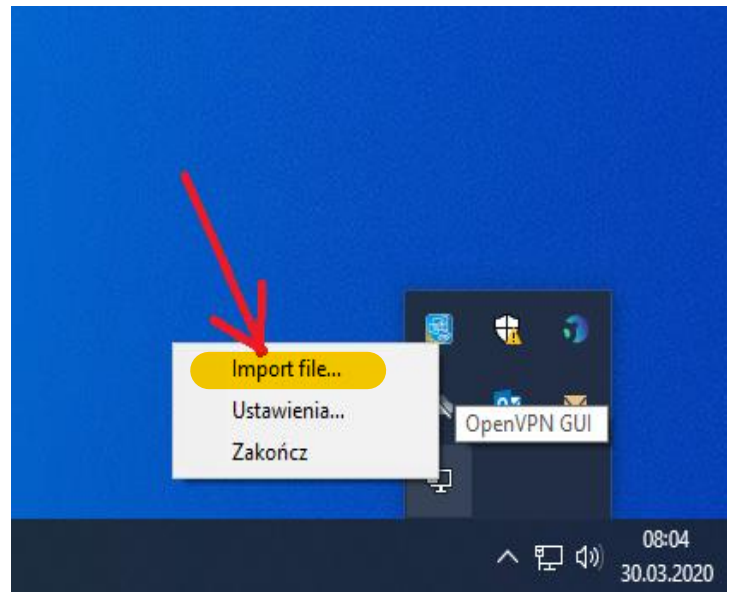 Import file...
Ustawienia...
Zakończ
OpenVPN GUI
08:04
30.03.2020